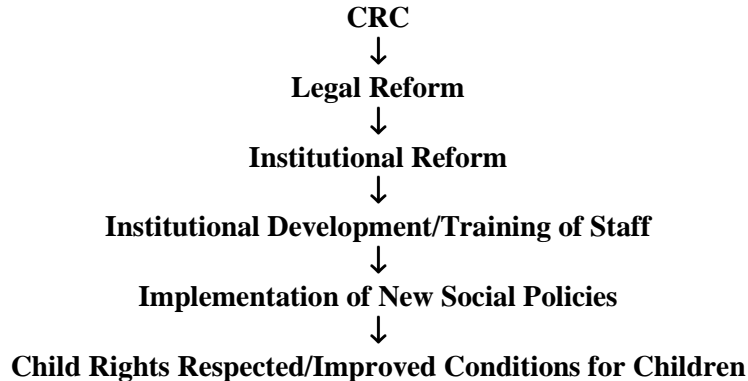 CRC
↓
Legal Reform
↓
Institutional Reform
↓
Institutional Development/Training of Staff
↓
Implementation of New Social Policies
↓
Child Rights Respected/Improved Conditions for Children